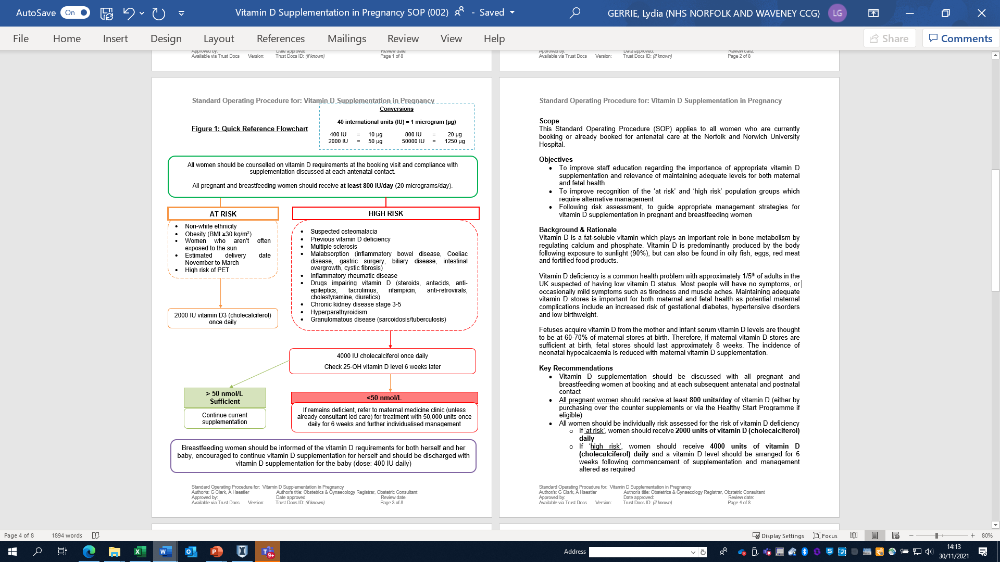 AutoSave On Vitamin D Supplementation in Pregnancy SOP (002) - Saved GERRIE, Lydia (NHS NORFOLK AND WAVENEY CCG) LG
File Home Insert Design Layout References Mailings Review View Help Share Comments
Approved by: Date approved: Review date:
Available via Trust Docs Version: Trust Docs ID: (if known) Page 1 of 8
Approved by: Date approved: Review date:
Available via Trust Docs Version: Trust Docs ID: (if known) Page 2 of 8
Standard Operating Procedure for: Vitamin D Supplementation in Pregnancy
Conversions
40 international units (IU) = 1 microgram (µg)
400 IU = 10 µg 800 IU = 20 µg
2000 IU = 50 µg 50000 IU = 1250 µg
Figure 1: Quick Reference Flowchart
All women should be counselled on vitamin D requirements at the booking visit and compliance with
supplementation discussed at each antenatal contact.
All pregnant and breastfeeding women should receive at least 800 IU/day (20 micrograms/day).
AT RISK
• Non-white ethnicity
• Obesity (BMI ≥30 kg/m²)
• Women who aren't often
exposed to the sun
• Estimated delivery date
November to March
• High risk of PET
2000 IU vitamin D3 (cholecalciferol)
once daily
HIGH RISK
• Suspected osteomalacia
• Previous vitamin D deficiency
• Multiple sclerosis
• Malabsorption (inflammatory bowel disease, Coeliac
disease, gastric surgery, biliary disease, intestinal
overgrowth, cystic fibrosis)
• Inflammatory rheumatic disease
• Drugs impairing vitamin D (steroids, antacids, anti-
epileptics, tacrolimus, rifampicin, anti-retrovirals,
cholestyramine, diuretics)
• Chronic kidney disease stage 3-5
• Hyperparathyroidism
• Granulomatous disease (sarcoidosis/tuberculosis)
4000 IU cholecalciferol once daily
Check 25-OH vitamin D level 6 weeks later
> 50 nmol/L
Sufficient
Continue current
supplementation
<50 nmol/L
If remains deficient, refer to maternal medicine clinic (unless
already consultant led care) for treatment with 50,000 units once
daily for 6 weeks and further individualised management
Breastfeeding women should be informed of the vitamin D requirements for both herself and her
baby, encouraged to continue vitamin D supplementation for herself and should be discharged with
vitamin D supplementation for the baby (dose: 400 IU daily)
Standard Operating Procedure for: Vitamin D Supplementation in Pregnancy
Author/s: G Clark, A Haestier Author/s title: Obstetrics & Gynaecology Registrar, Obstetric Consultant
Approved by: Date approved: Review date:
Available via Trust Docs Version: Trust Docs ID: (if known) Page 3 of 8
Standard Operating Procedure for: Vitamin D Supplementation in Pregnancy
Scope
This Standard Operating Procedure (SOP) applies to all women who are currently
booking or already booked for antenatal care at the Norfolk and Norwich University
Hospital.
Objectives
• To improve staff education regarding the importance of appropriate vitamin D
supplementation and relevance of maintaining adequate levels for both maternal
and fetal health
• To improve recognition of the 'at risk' and 'high risk' population groups which
require alternative management
• Following risk assessment, to guide appropriate management strategies for
vitamin D supplementation in pregnant and breastfeeding women
Background & Rationale
Vitamin D is a fat-soluble vitamin which plays an important role in bone metabolism by
regulating calcium and phosphate. Vitamin D is predominantly produced by the body
following exposure to sunlight (90%), but can also be found in oily fish, eggs, red meat
and fortified food products.
Vitamin D deficiency is a common health problem with approximately 1/5th of adults in the
UK suspected of having low vitamin D status. Most people will have no symptoms, or
occasionally mild symptoms such as tiredness and muscle aches. Maintaining adequate
vitamin D stores is important for both maternal and fetal health as potential maternal
complications include an increased risk of gestational diabetes, hypertensive disorders
and low birthweight.
Fetuses acquire vitamin D from the mother and infant serum vitamin D levels are thought
to be at 60-70% of maternal stores at birth. Therefore, if maternal vitamin D stores are
sufficient at birth, fetal stores should last approximately 8 weeks. The incidence of
neonatal hypocalcaemia is reduced with maternal vitamin D supplementation.
Key Recommendations
• Vitamin D supplementation should be discussed with all pregnant and
breastfeeding women at booking and at each subsequent antenatal and postnatal
contact
• All pregnant women should receive at least 800 units/day of vitamin D (either by
purchasing over the counter supplements or via the Healthy Start Programme if
eligible)
• All women should be individually risk assessed for the risk of vitamin D deficiency
o If 'at risk', women should receive 2000 units of vitamin D (cholecalciferol)
daily
o If 'high risk', women should receive 4000 units of vitamin D
(cholecalciferol) daily and a vitamin D level should be arranged for 6
weeks following commencement of supplementation and management
altered as required
Standard Operating Procedure for: Vitamin D Supplementation in Pregnancy
Author/s: G Clark, A Haestier Author/s title: Obstetrics & Gynaecology Registrar, Obstetric Consultant
Approved by: Date approved: Review date:
Available via Trust Docs Version: Trust Docs ID: (if known) Page 4 of 8
Page 4 of 8 1894 words Display Settings Focus 80%
Address 14:13
30/11/2021
9+